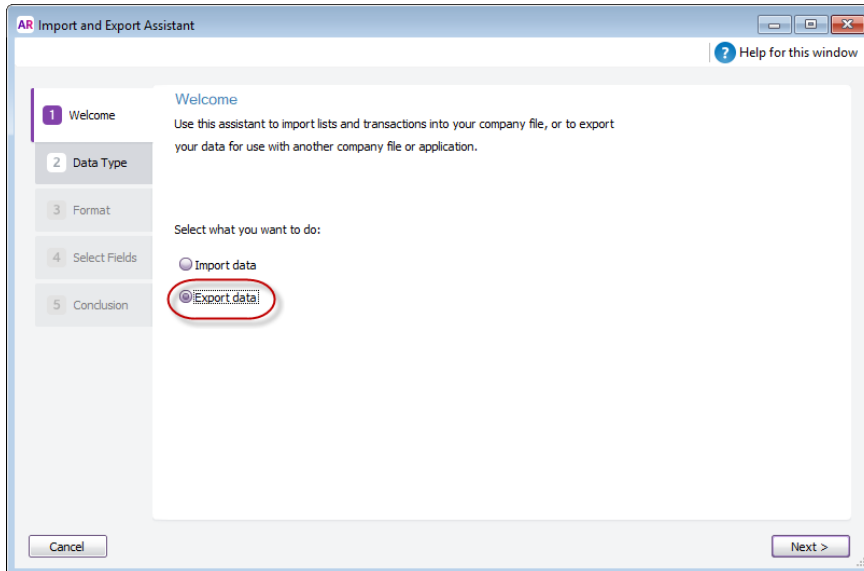 AR Import and Export Assistant
? Help for this window
1 Welcome
2 Data Type
3 Format
4 Select Fields
5 Conclusion
Welcome
Use this assistant to import lists and transactions into your company file, or to export
your data for use with another company file or application.
Select what you want to do:
Import data
Export data
Cancel
Next >